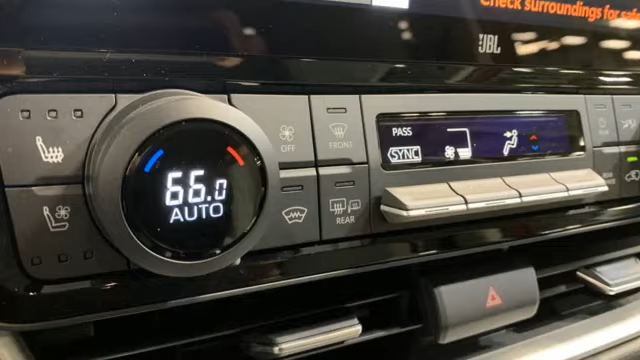 Check surroundings for safe
JBL
66.0
AUTO
OFF
FRONT
REAR
PASS
SYNC